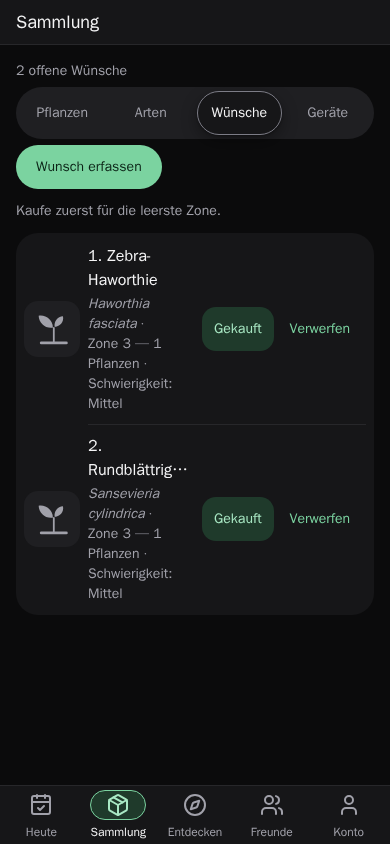 Sammlung
2 offene Wünsche
Pflanzen
Arten
Wünsche
Geräte
Wunsch erfassen
Kaufe zuerst für die leerste Zone.
1. Zebra-
Haworthie
Haworthia
fasciata ·
Zone 3 — 1
Pflanzen ·
Schwierigkeit:
Mittel
Gekauft
Verwerfen
2.
Rundblättrig…
Sansevieria
cylindrica ·
Zone 3 — 1
Pflanzen ·
Schwierigkeit:
Mittel
Gekauft
Verwerfen
Heute
Sammlung
Entdecken
Freunde
Konto